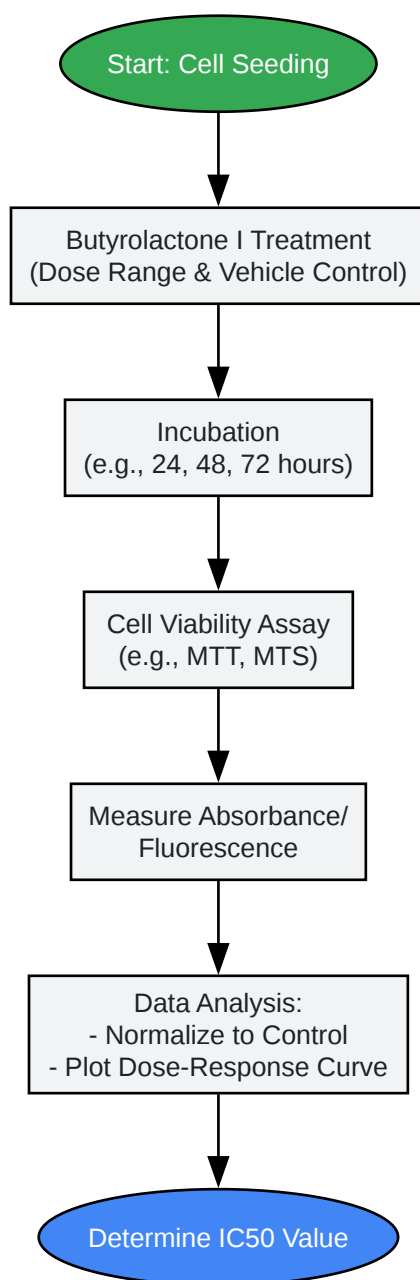 Start: Cell Seeding
Butyrolactone I Treatment
(Dose Range & Vehicle Control)
Incubation
(e.g., 24, 48, 72 hours)
Cell Viability Assay
(e.g., MTT, MTS)
Measure Absorbance/
Fluorescence
Data Analysis:
- Normalize to Control
- Plot Dose-Response Curve
Determine IC50 Value